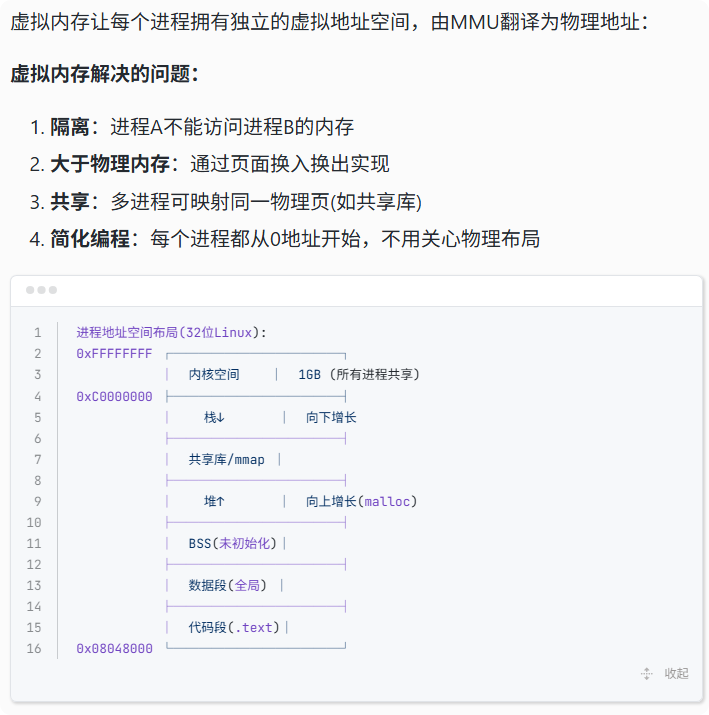 虚拟内存让每个进程拥有独立的虚拟地址空间，由MMU翻译为物理地址：
虚拟内存解决的问题：
1. 隔离：进程A不能访问进程B的内存
2. 大于物理内存：通过页面换入换出实现
3. 共享：多进程可映射同一物理页(如共享库)
4. 简化编程：每个进程都从0地址开始，不用关心物理布局
1 进程地址空间布局(32位Linux):
2 0xFFFFFFFF ┌─────────────────────┐
3 │ 内核空间 │ 1GB (所有进程共享)
4 0xC0000000 ├─────────────────────┤
5 │ 栈↓ │ 向下增长
6 ├─────────────────────┤
7 │ 共享库/mmap │
8 ├─────────────────────┤
9 │ 堆↑ │ 向上增长(malloc)
10 ├─────────────────────┤
11 │ BSS(未初始化)│
12 ├─────────────────────┤
13 │ 数据段(全局) │
14 ├─────────────────────┤
15 │ 代码段(.text)│
16 0x08048000 └─────────────────────┘
收起